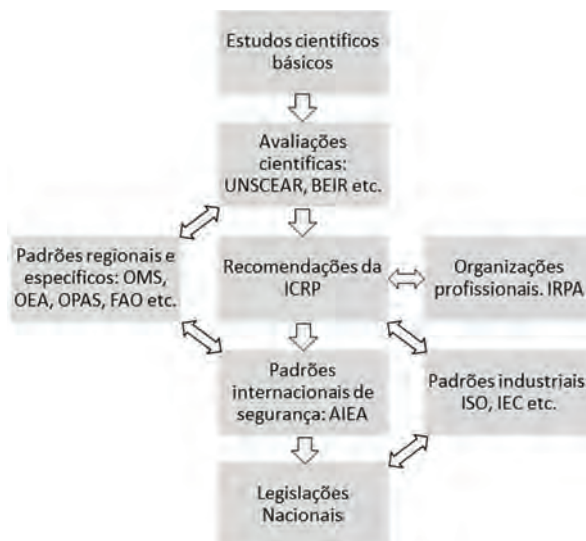 Estudos científicos
básicos
Avaliações
científicas:
UNSCEAR, BEIR etc.
Padrões regionais e
específicos: OMS,
OEA, OPAS, FAO etc.
Recomendações da
ICRP
Organizações
profissionais. IRPA
Padrões
internacionais de
segurança: AIEA
Padrões industriais
ISO, IEC etc.
Legislações
Nacionais